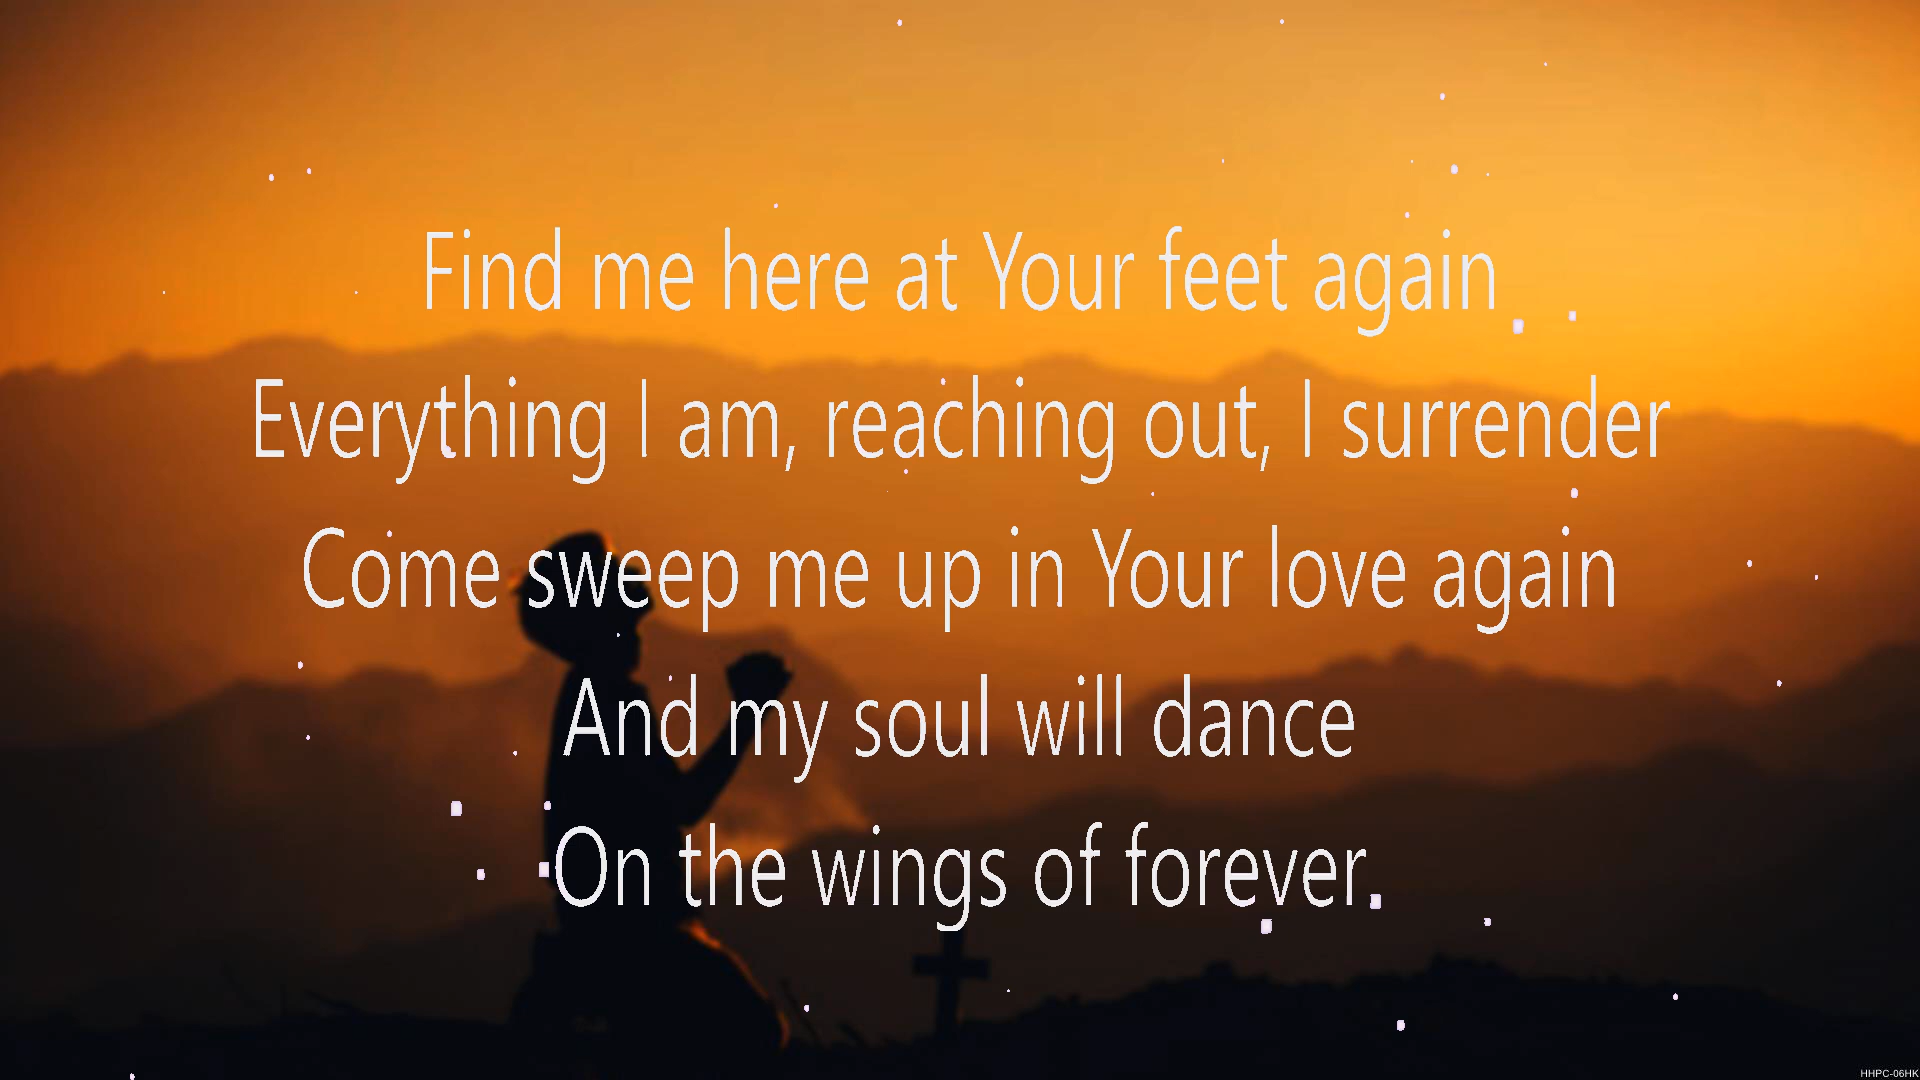 Find me here at Your feet again
Everything I am, reaching out, I surrender
Come sweep me up in Your love again
And my soul will dance
On the wings of forever.
HHPC-06HK